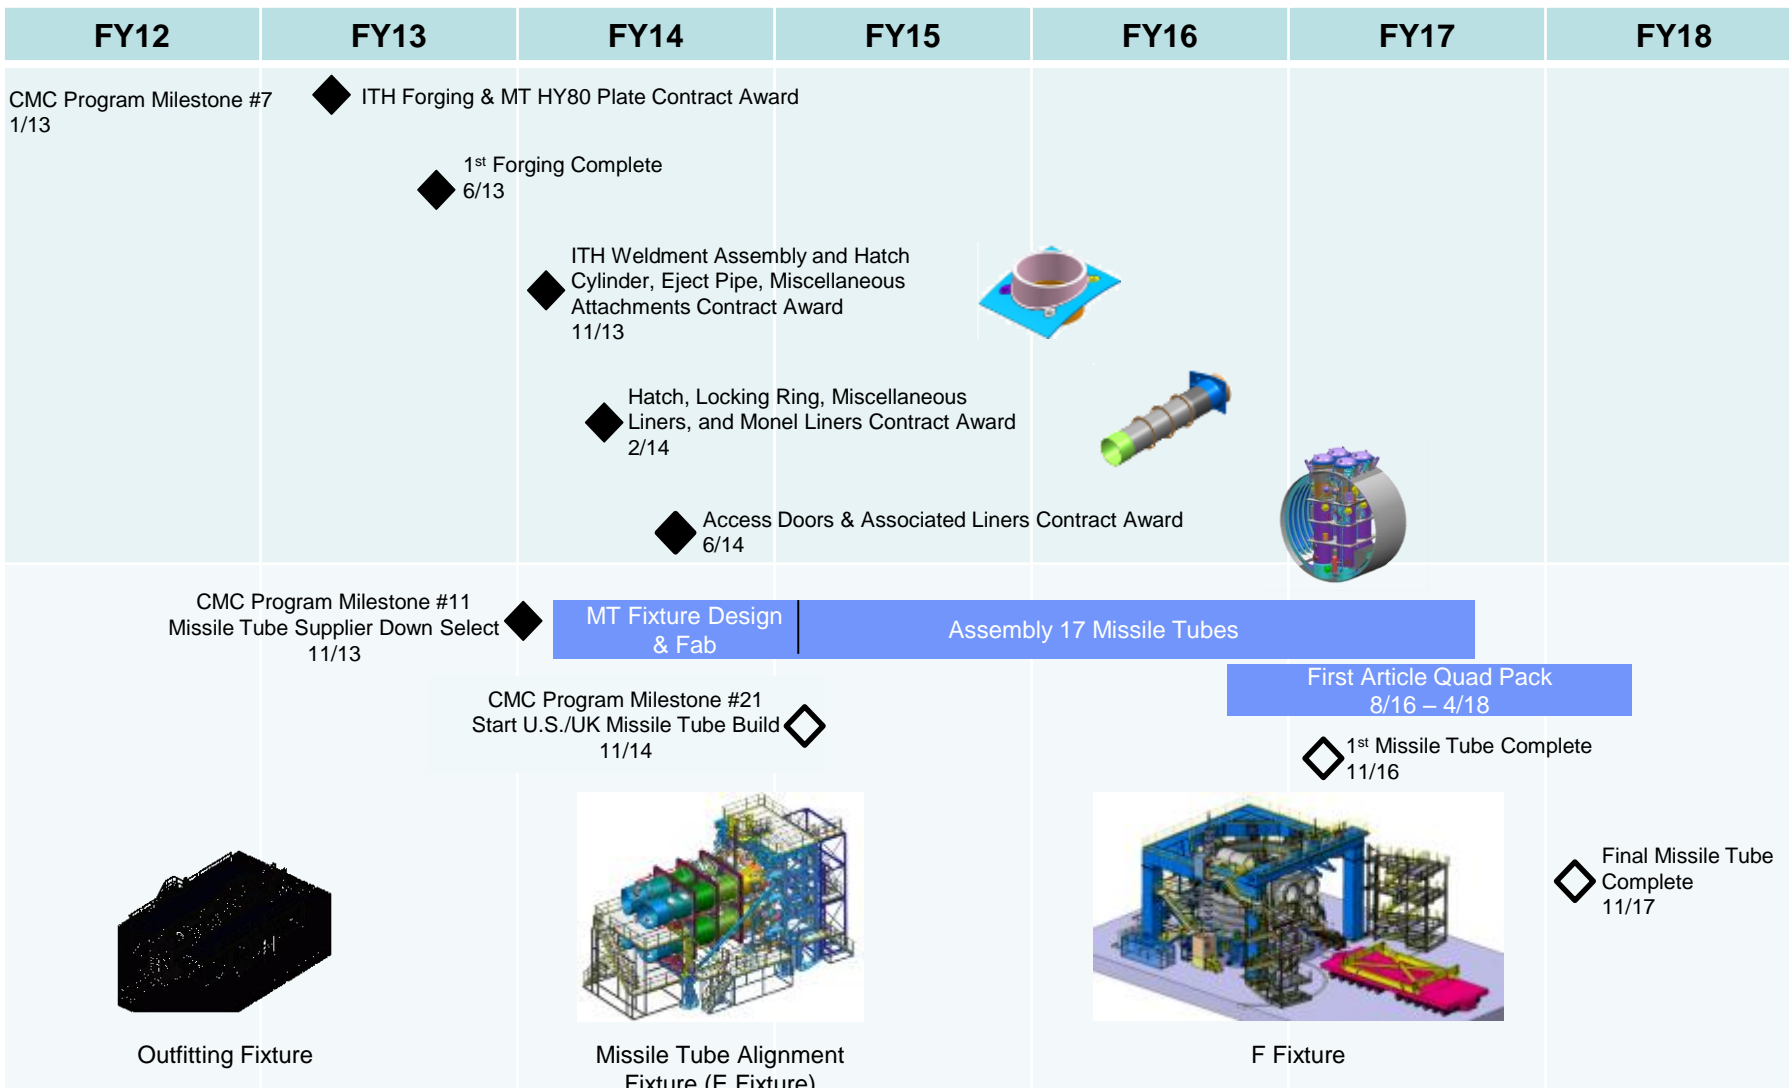 FY12 FY13 FY14 FY15 FY16 FY17 FY18
CMC Program Milestone #7
1/13
ITH Forging & MT HY80 Plate Contract Award
1st Forging Complete
6/13
ITH Weldment Assembly and Hatch
Cylinder, Eject Pipe, Miscellaneous
Attachments Contract Award
11/13
Hatch, Locking Ring, Miscellaneous
Liners, and Monel Liners Contract Award
2/14
Access Doors & Associated Liners Contract Award
6/14
CMC Program Milestone #11
Missile Tube Supplier Down Select
11/13
MT Fixture Design
& Fab
Assembly 17 Missile Tubes
First Article Quad Pack
8/16 – 4/18
CMC Program Milestone #21
Start U.S./UK Missile Tube Build
11/14
1st Missile Tube Complete
11/16
Final Missile Tube
Complete
11/17
Outfitting Fixture
Missile Tube Alignment
Fixture (E Fixture)
F Fixture